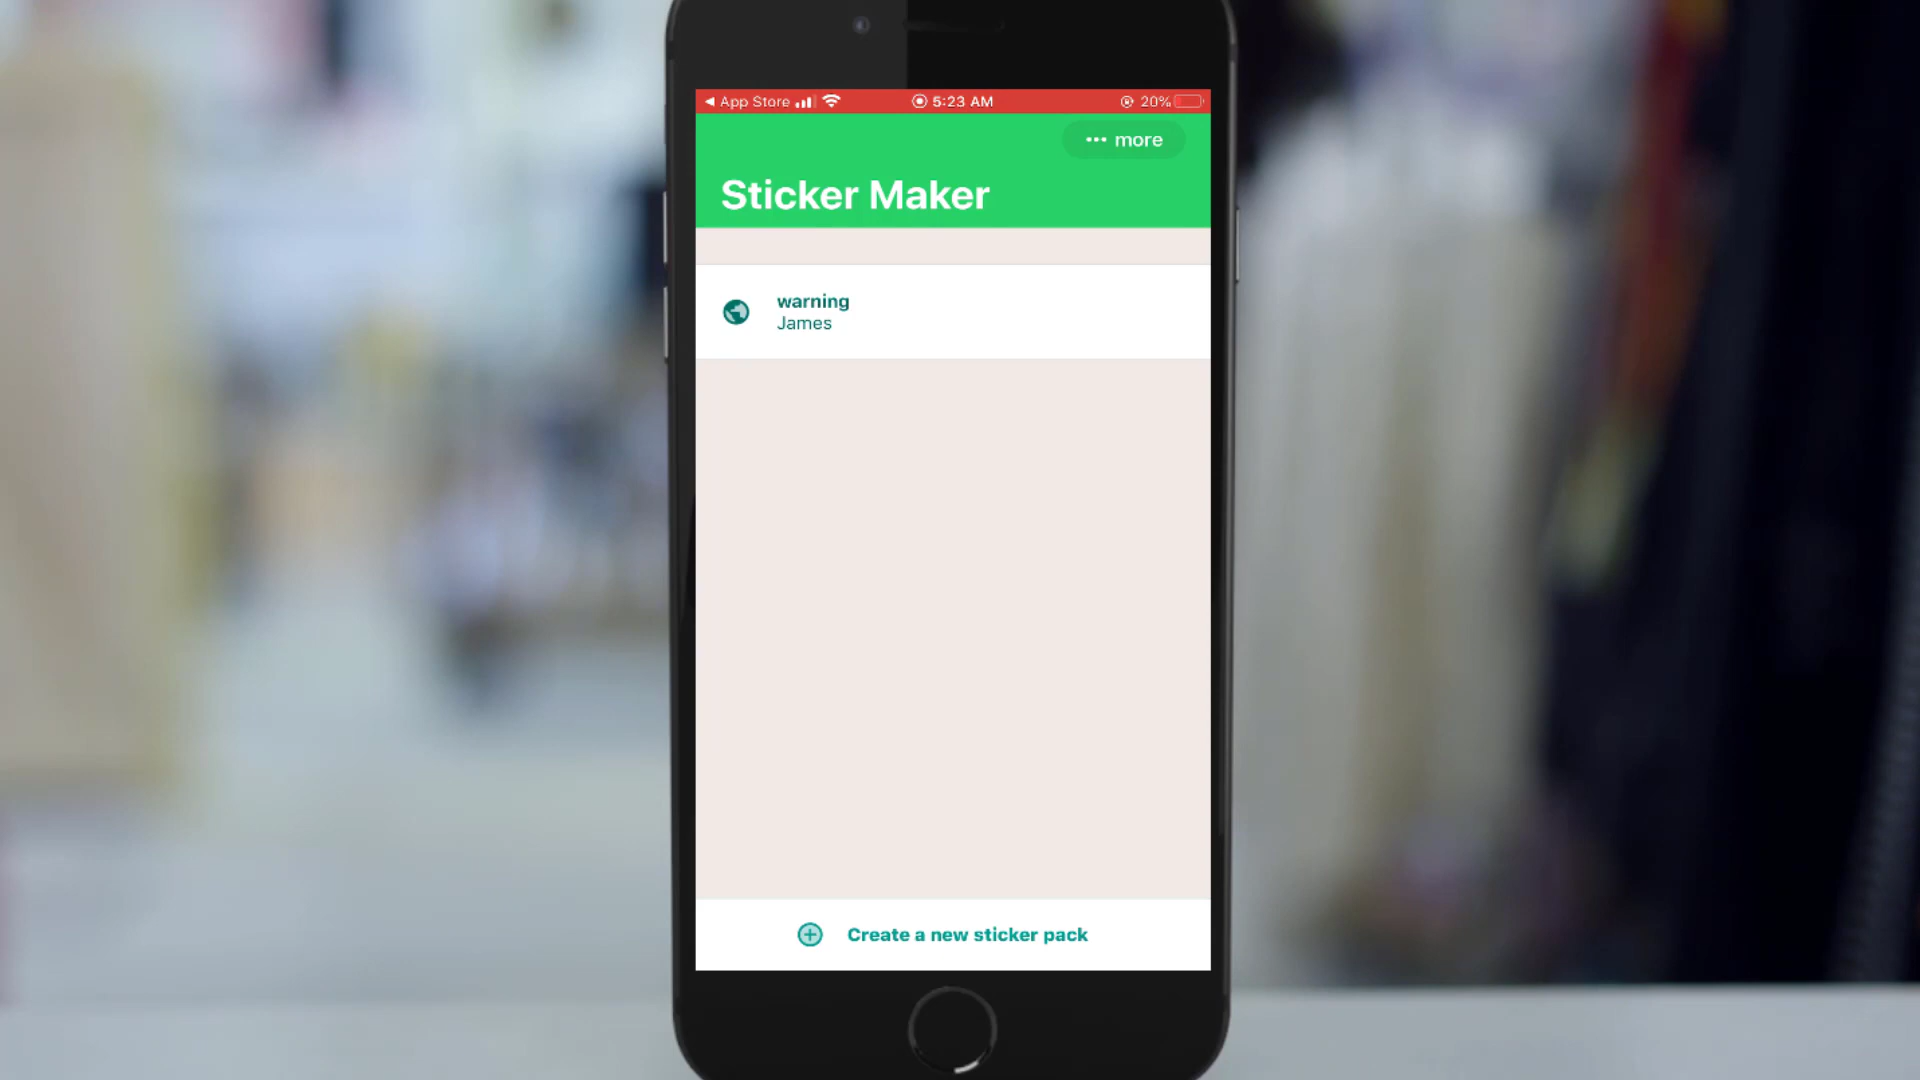 App Store 5:23 AM 20%
more
Sticker Maker
warning
James
Create a new sticker pack